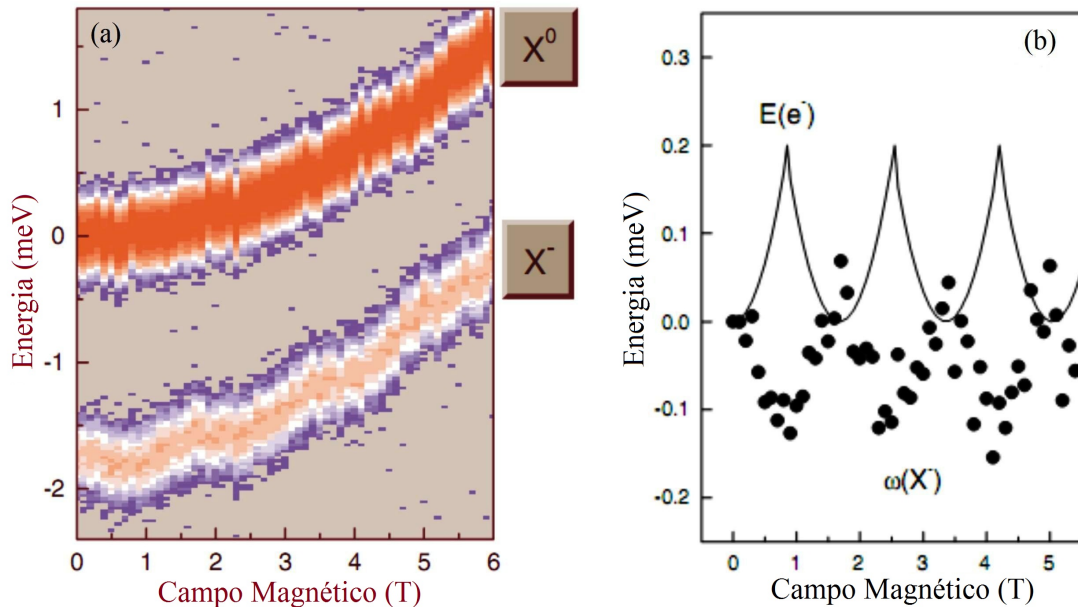 (a)
X⁰
X⁻
1
0
-1
-2
Energia (meV)
0 1 2 3 4 5 6
Campo Magnético (T)
(b)
E(e⁻)
ω(X⁻)
0.3
0.2
0.1
0.0
-0.1
-0.2
Energia (meV)
0 1 2 3 4 5
Campo Magnético (T)